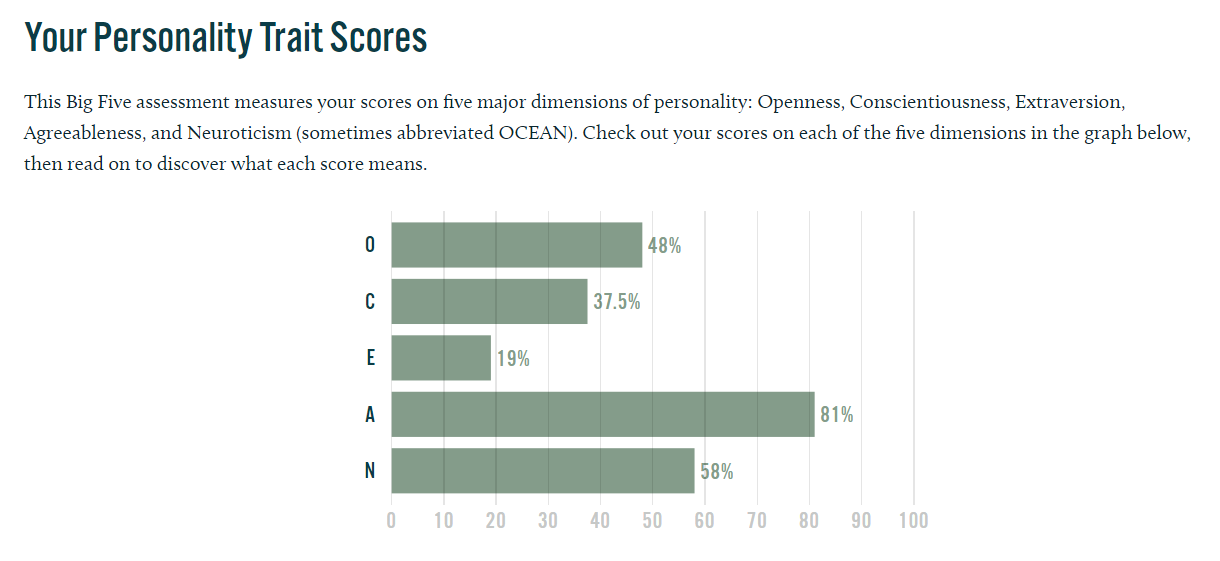 Your Personality Trait Scores
This Big Five assessment measures your scores on five major dimensions of personality: Openness, Conscientiousness, Extraversion,
Agreeableness, and Neuroticism (sometimes abbreviated OCEAN). Check out your scores on each of the five dimensions in the graph below,
then read on to discover what each score means.
O 48%
C 37.5%
E 19%
A 81%
N 58%
0 10 20 30 40 50 60 70 80 90 100